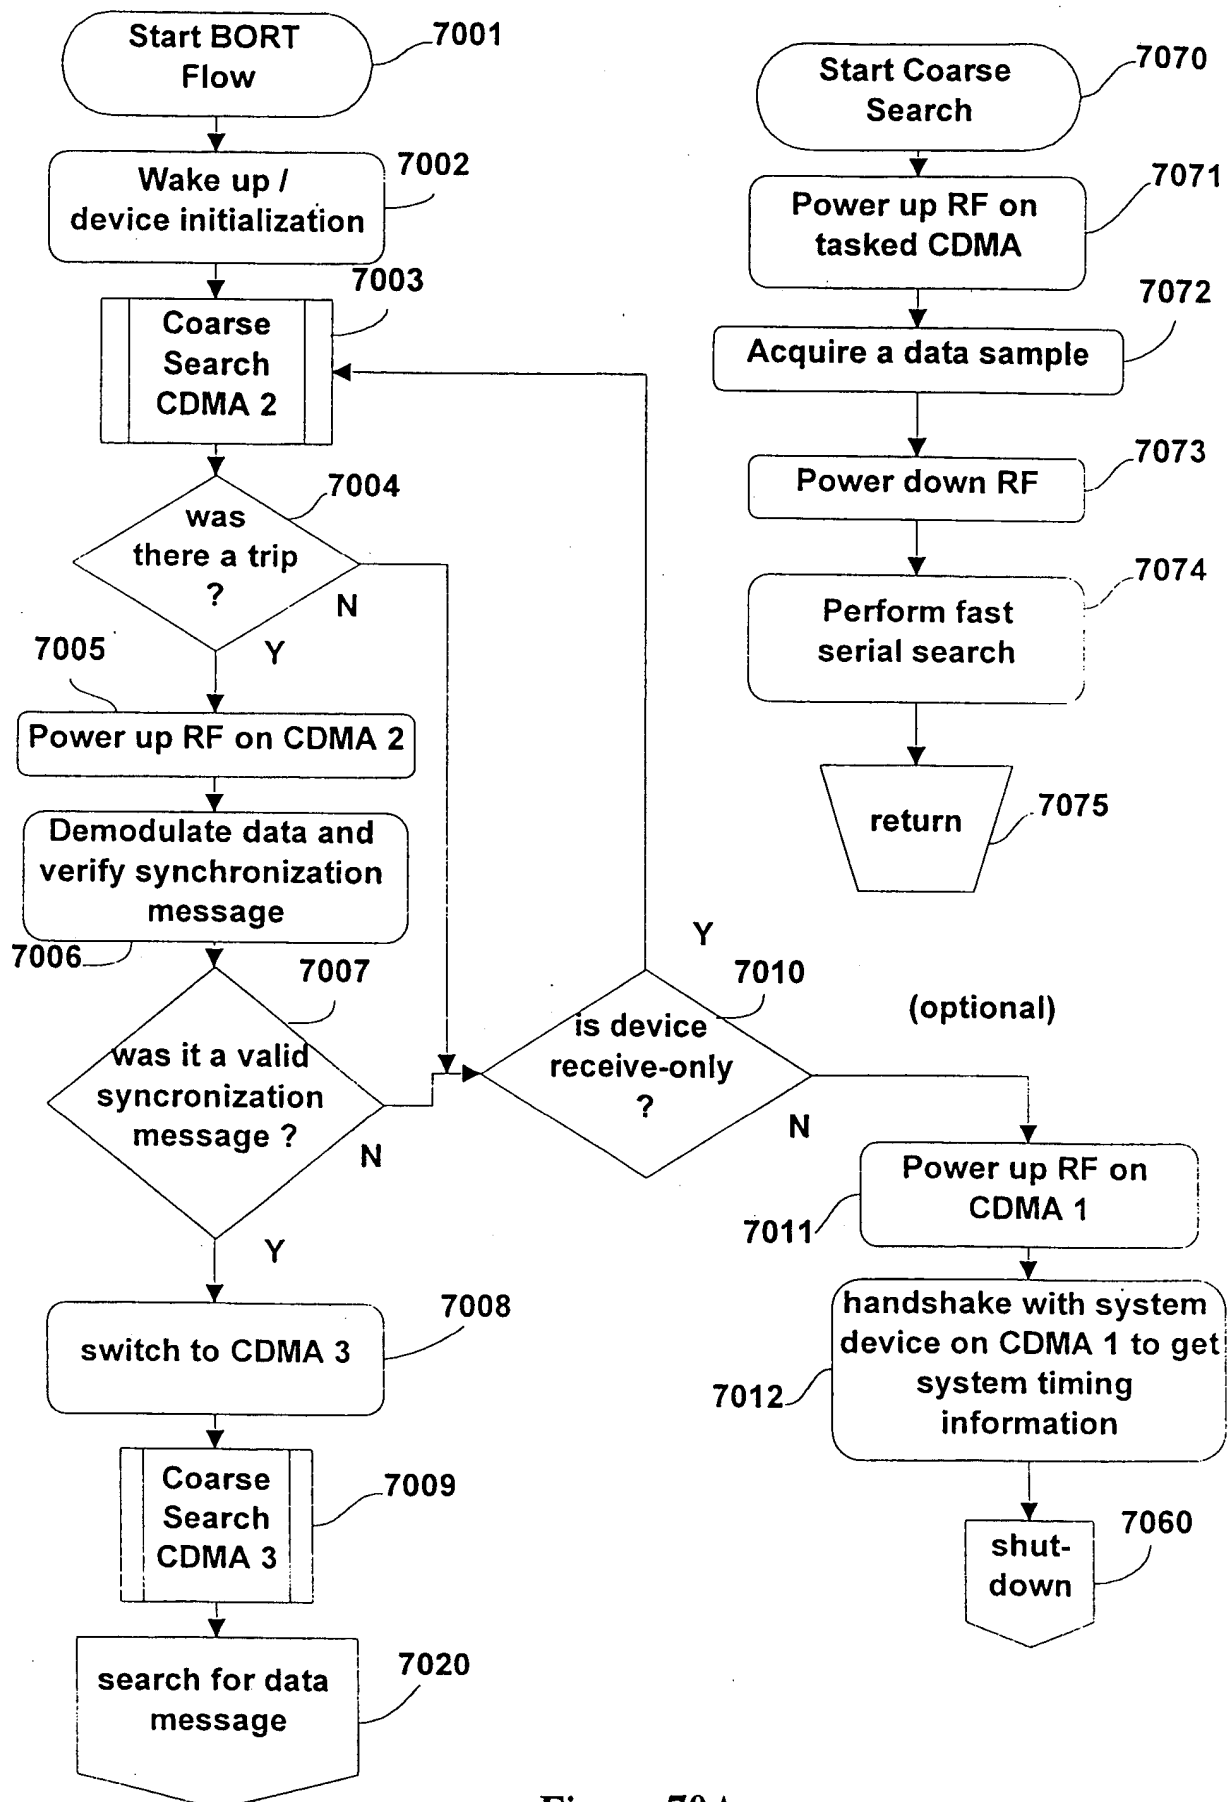 Start BORT
Flow
7001
Wake up /
device initialization
7002
7003
Coarse
Search
CDMA 2
7004
was
there a trip
?
N
Y
7005
Power up RF on CDMA 2
Demodulate data and
verify synchronization
message
7006
7007
was it a valid
syncronization
message ?
N
Y
7008
switch to CDMA 3
Coarse
Search
CDMA 3
7009
search for data
message
7020
Start Coarse
Search
7070
Power up RF on
tasked CDMA
7071
7072
Acquire a data sample
7073
Power down RF
7074
Perform fast
serial search
return
7075
Y
7010
is device
receive-only
?
N
(optional)
Power up RF on
CDMA 1
7011
handshake with system
device on CDMA 1 to get
system timing
information
7012
shut-
down
7060
Figure 70A